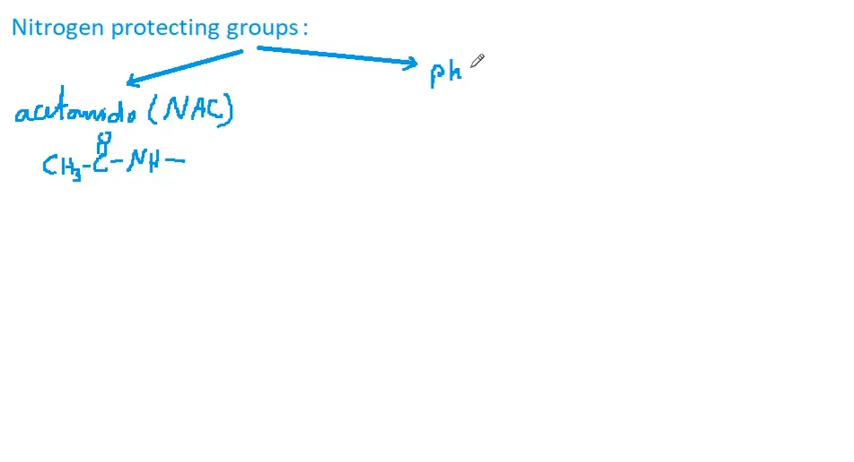 Nitrogen protecting groups :
acetamido (NAC)
ph
O
CH3-C-NH-